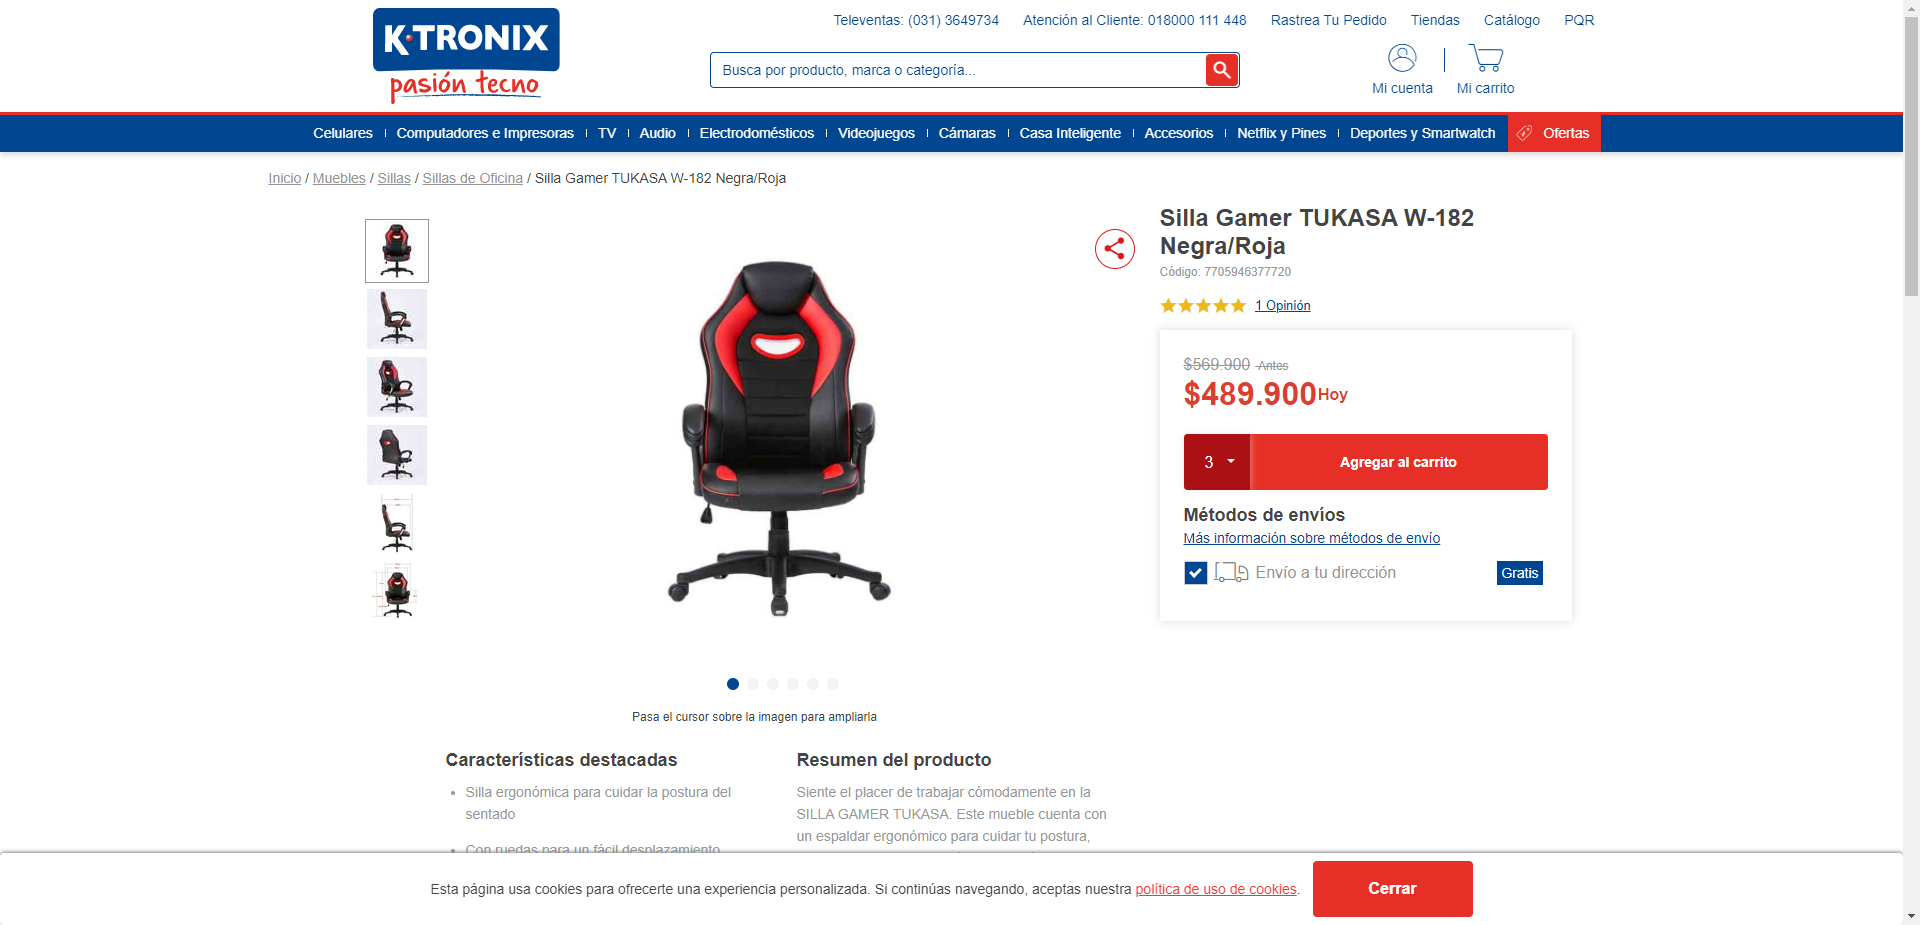 K·TRONIX
pasión tecno
Televentas: (031) 3649734
Atención al Cliente: 018000 111 448
Rastrea Tu Pedido
Tiendas
Catálogo
PQR
Busca por producto, marca o categoría...
Mi cuenta
Mi carrito
Celulares
Computadores e Impresoras
TV
Audio
Electrodomésticos
Videojuegos
Cámaras
Casa Inteligente
Accesorios
Netflix y Pines
Deportes y Smartwatch
Ofertas
Inicio / Muebles / Sillas / Sillas de Oficina / Silla Gamer TUKASA W-182 Negra/Roja
Silla Gamer TUKASA W-182
Negra/Roja
Código: 7705946377720
1 Opinión
$569.900 Antes
$489.900 Hoy
3
Agregar al carrito
Métodos de envíos
Más información sobre métodos de envío
Envío a tu dirección
Gratis
Pasa el cursor sobre la imagen para ampliarla
Características destacadas
• Silla ergonómica para cuidar la postura del
sentado
• Con ruedas para un fácil desplazamiento
Resumen del producto
Siente el placer de trabajar cómodamente en la
SILLA GAMER TUKASA. Este mueble cuenta con
un espaldar ergonómico para cuidar tu postura,
Esta página usa cookies para ofrecerte una experiencia personalizada. Si continúas navegando, aceptas nuestra política de uso de cookies.
Cerrar